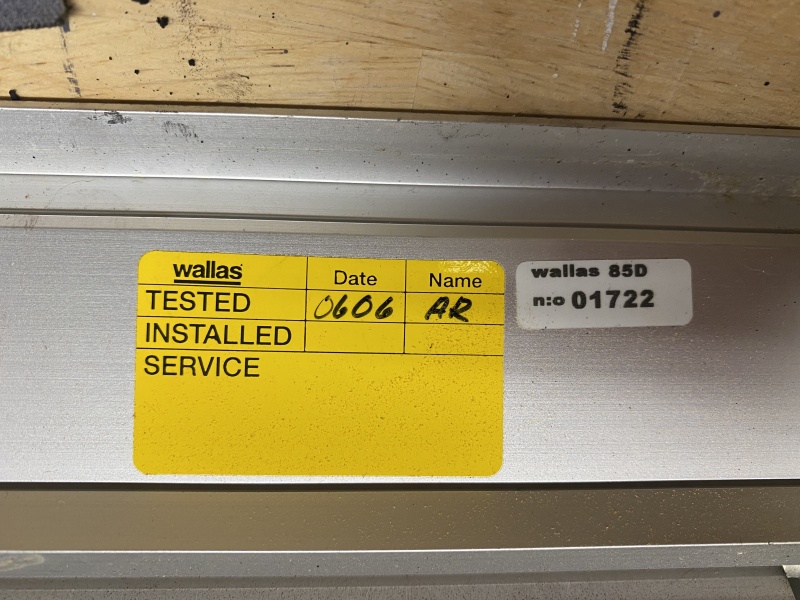 wallas Date Name
TESTED 0606 AR
INSTALLED
SERVICE
wallas 85D
n:o 01722